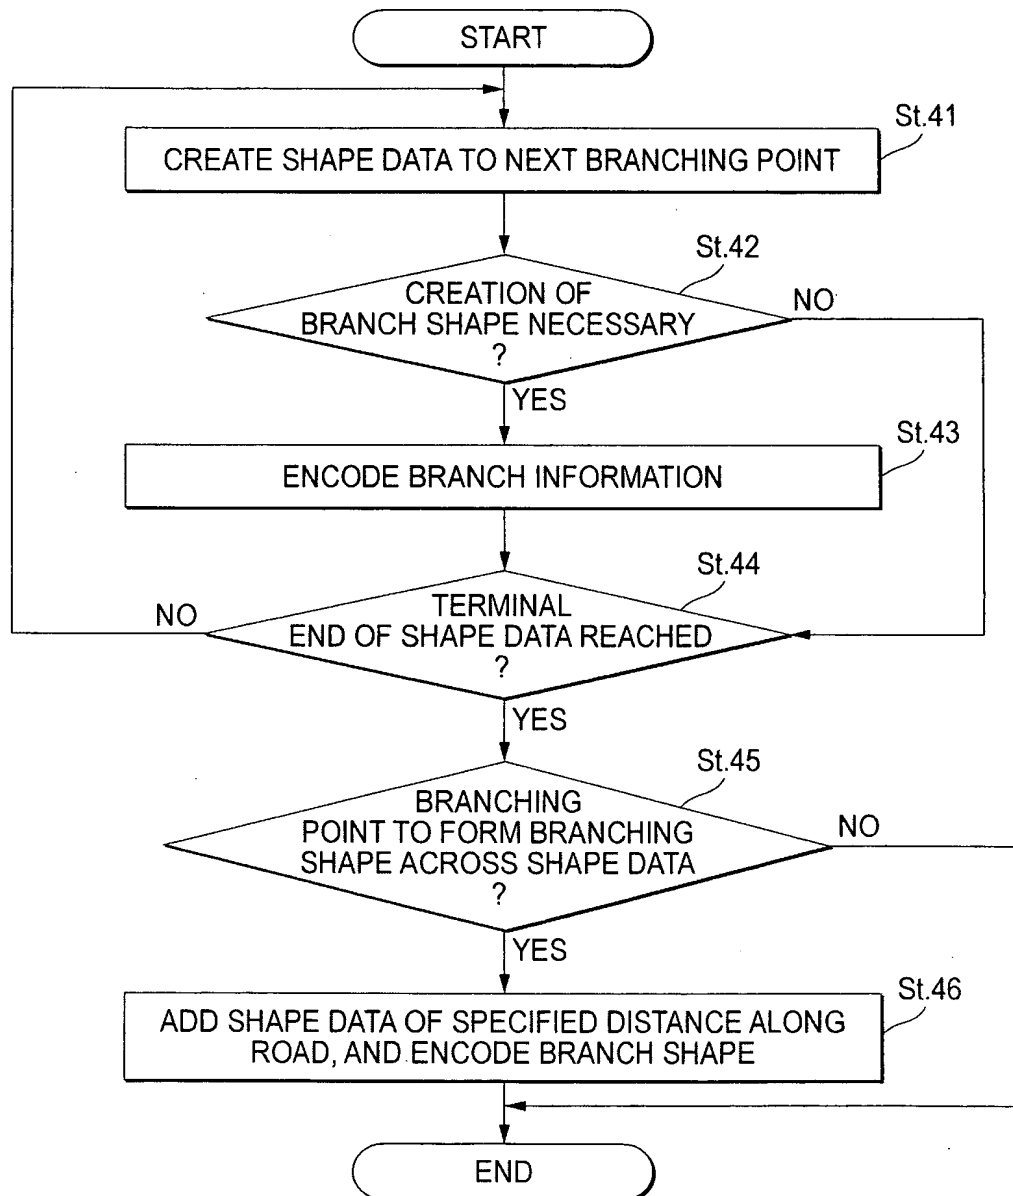 START
St.41
CREATE SHAPE DATA TO NEXT BRANCHING POINT
St.42
CREATION OF
BRANCH SHAPE NECESSARY
?
NO
YES
St.43
ENCODE BRANCH INFORMATION
St.44
TERMINAL
END OF SHAPE DATA REACHED
?
NO
YES
St.45
BRANCHING
POINT TO FORM BRANCHING
SHAPE ACROSS SHAPE DATA
?
NO
YES
St.46
ADD SHAPE DATA OF SPECIFIED DISTANCE ALONG
ROAD, AND ENCODE BRANCH SHAPE
END